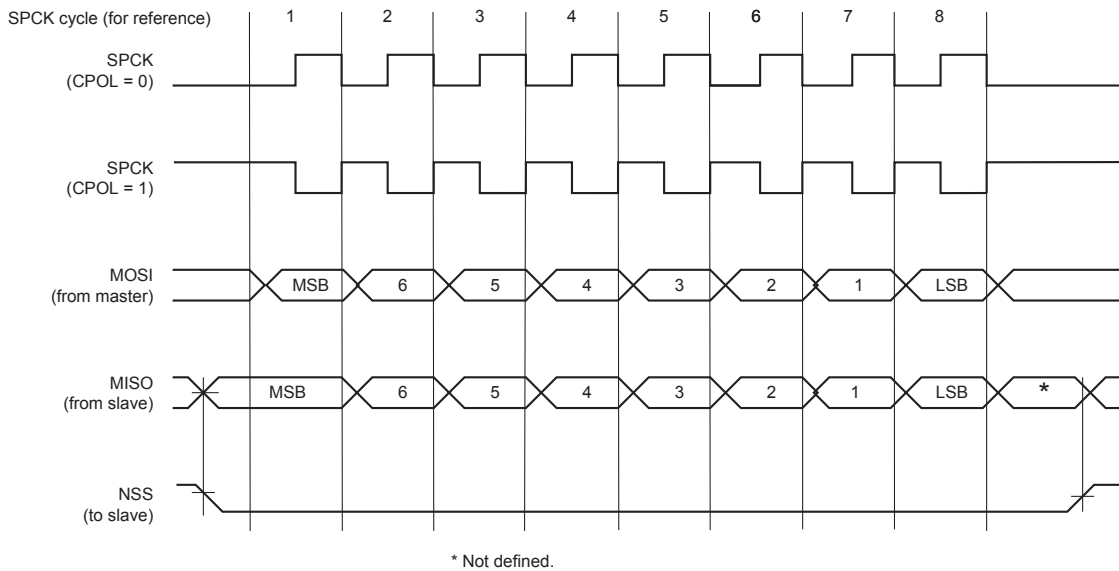 SPCK cycle (for reference) 1 2 3 4 5 6 7 8
SPCK
(CPOL = 0)
SPCK
(CPOL = 1)
MOSI
(from master)
MSB 6 5 4 3 2 1 LSB
MISO
(from slave)
MSB 6 5 4 3 2 1 LSB *
NSS
(to slave)
* Not defined.